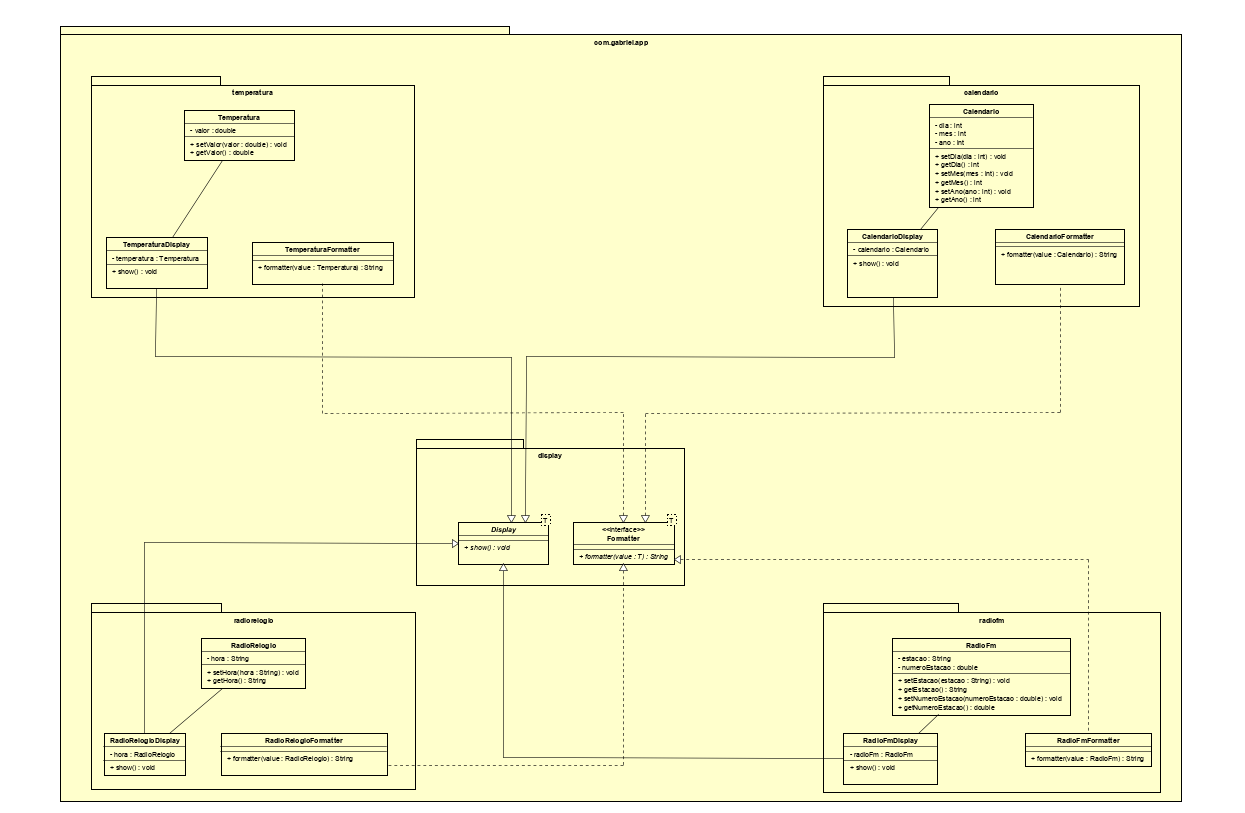 com.gabriel.app
temperatura
Temperatura
- valor : double
+ setValor(valor : double) : void
+ getValor() : double
TemperaturaDisplay
- temperatura : Temperatura
+ show() : void
TemperaturaFormatter
+ formatter(value : Temperatura) : String
calendario
Calendario
- dia : int
- mes : int
- ano : int
+ setDia(dia : int) : void
+ getDia() : int
+ setMes(mes : int) : void
+ getMes() : int
+ setAno(ano : int) : void
+ getAno() : int
CalendarioDisplay
- calendario : Calendario
+ show() : void
CalendarioFormatter
+ formatter(value : Calendario) : String
display
T
Display
+ show() : void
T
<<interface>>
Formatter
+ formatter(value : T) : String
radiorelogio
RadioRelogio
- hora : String
+ setHora(hora : String) : void
+ getHora() : String
RadioRelogioDisplay
- hora : RadioRelogio
+ show() : void
RadioRelogioFormatter
+ formatter(value : RadioRelogio) : String
radiofm
RadioFm
- estacao : String
- numeroEstacao : double
+ setEstacao(estacao : String) : void
+ getEstacao() : String
+ setNumeroEstacao(numeroEstacao : double) : void
+ getNumeroEstacao() : double
RadioFmDisplay
- radioFm : RadioFm
+ show() : void
RadioFmFormatter
+ formatter(value : RadioFm) : String